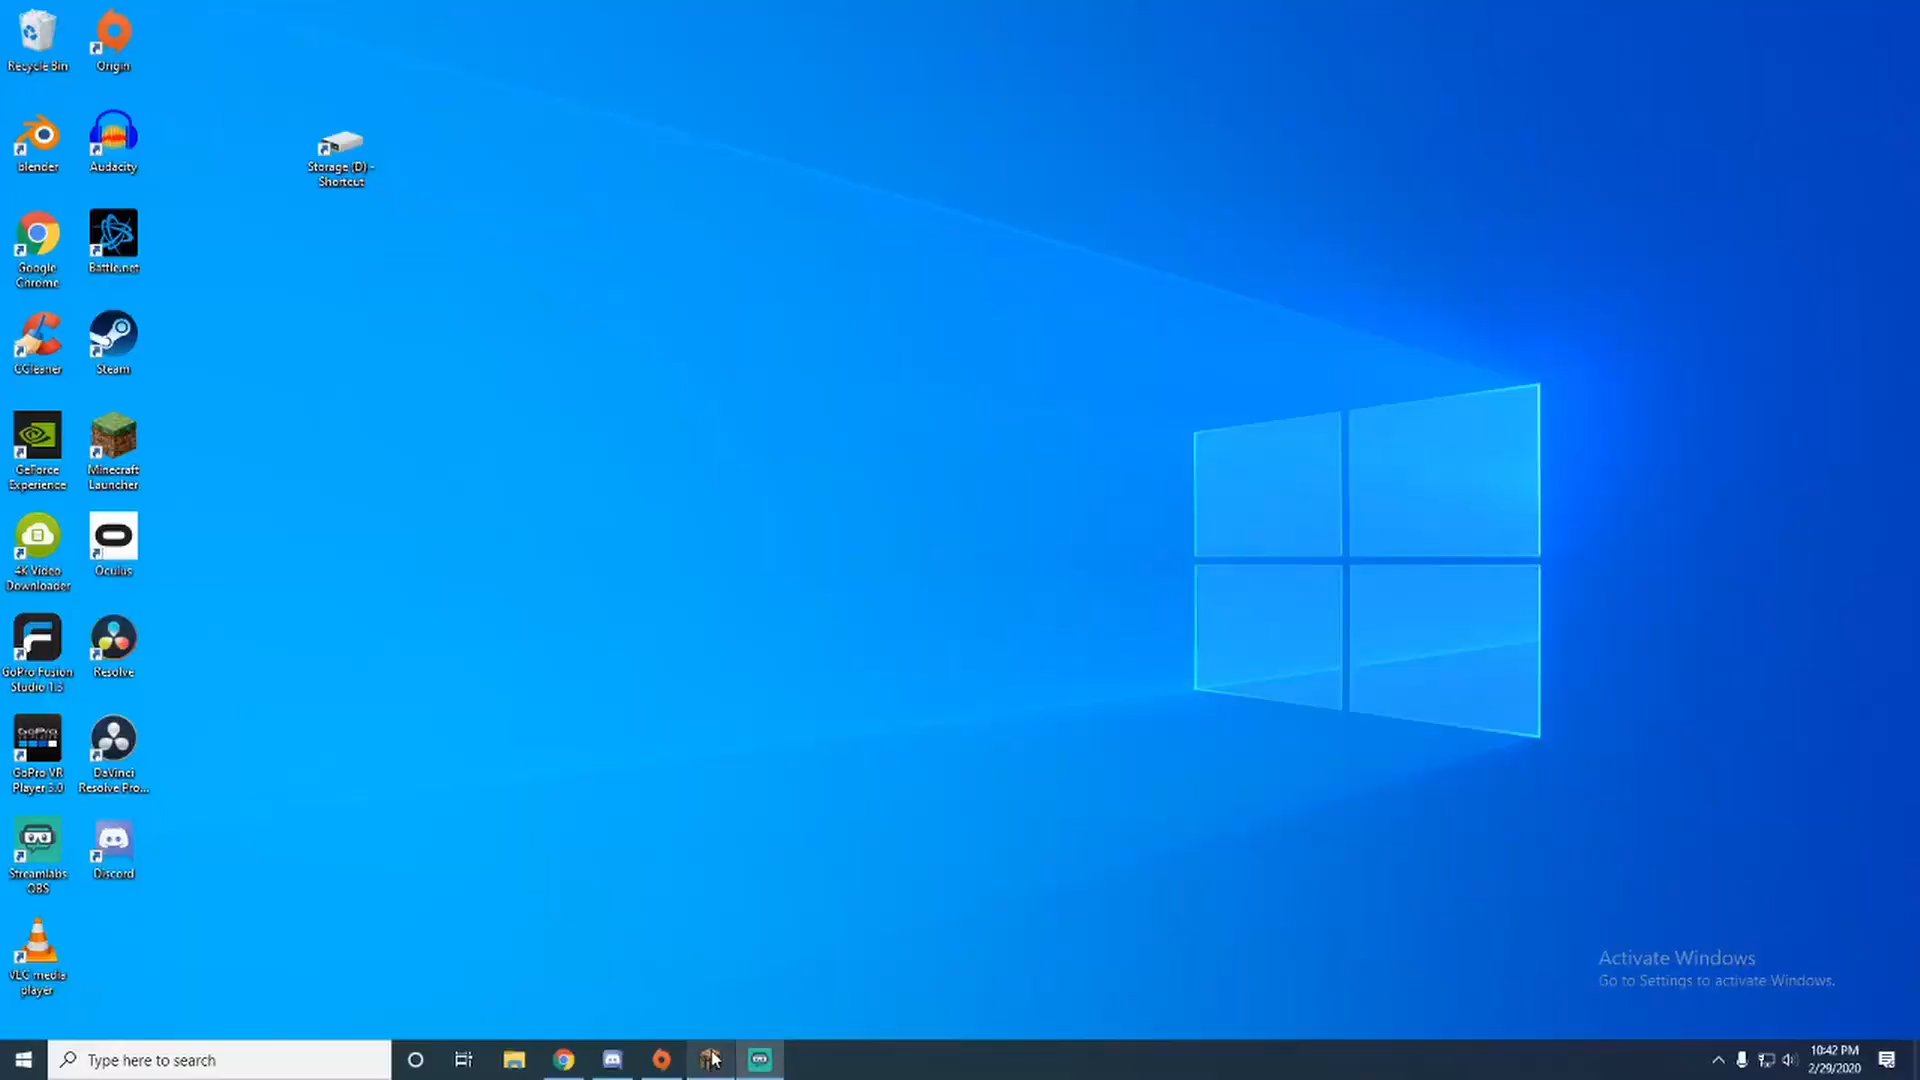 Recycle Bin
Origin
blender
Audacity
Storage (D) -
Shortcut
Google
Chrome
Battle.net
CCleaner
Steam
GeForce
Experience
Minecraft
Launcher
4K Video
Downloader
Oculus
GoPro Fusion
Studio 1.3
Resolve
GoPro
GoPro VR
Player 3.0
DaVinci
Resolve Pro...
Streamlabs
OBS
Discord
VLC media
player
Activate Windows
Go to Settings to activate Windows.
Type here to search
10:42 PM
2/29/2020